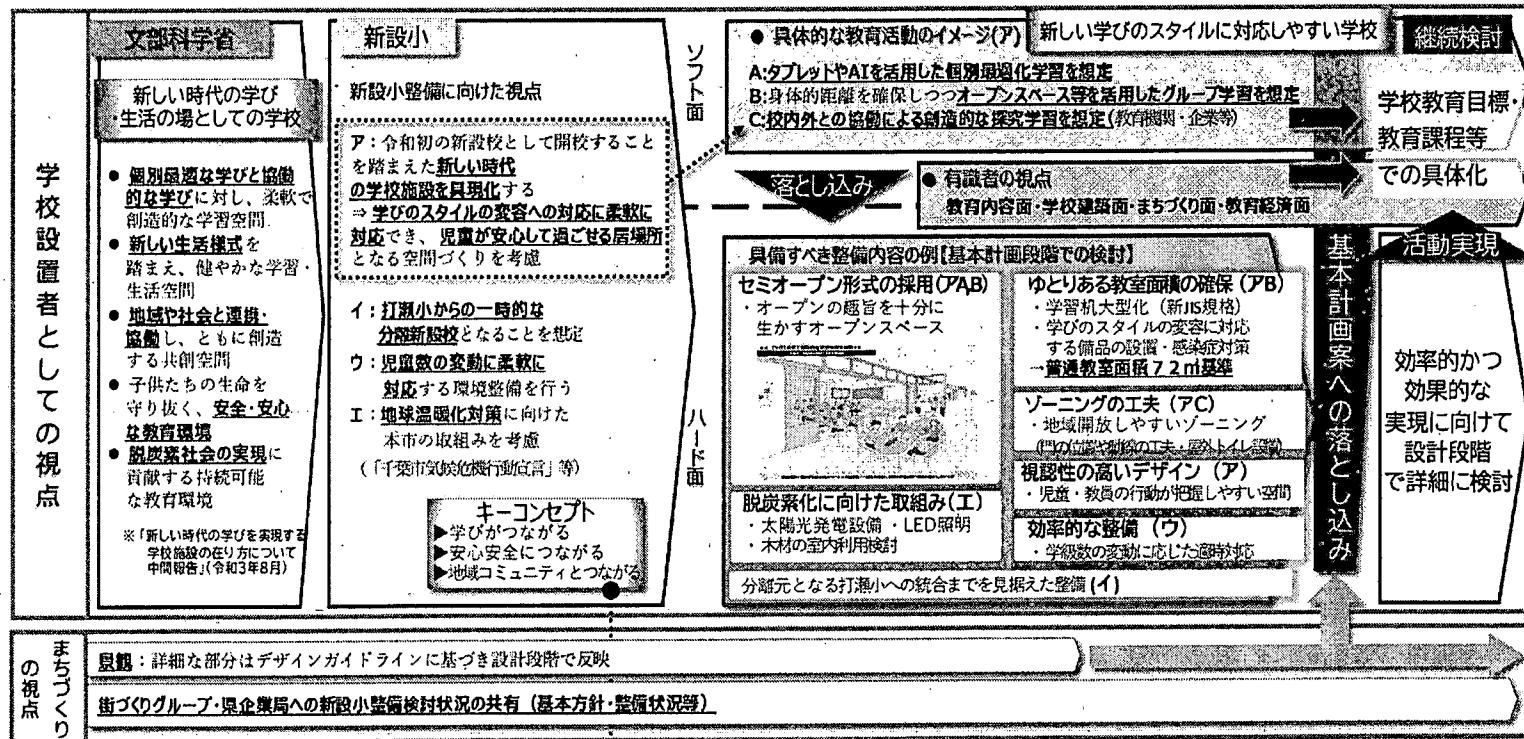 学校設置者としての視点
文部科学省
新しい時代の学び
・生活の場としての学校
● 個別最適な学びと協働
的な学びに対し、柔軟で
創造的な学習空間
● 新しい生活様式を
踏まえ、健やかな学習・
生活空間
● 地域や社会と連携・
協働し、ともに創造
する共創空間
● 子供たちの生命を
守り抜く、安全・安心
な教育環境
● 脱炭素社会の実現に
貢献する持続可能
な教育環境
※「新しい時代の学びを実現する
学校施設の在り方について
中間報告」(令和3年8月)
新設小
新設小整備に向けた視点
ア：令和初の新設校として開校すること
を踏まえた新しい時代
の学校施設を具現化する
⇒ 学びのスタイルの変容への対応に柔軟に
対応でき、児童が安心して過ごせる居場所
となる空間づくりを考慮
イ：打瀬小からの一時的な
分離新設校となることを想定
ウ：児童数の変動に柔軟に
対応する環境整備を行う
エ：地球温暖化対策に向けた
本市の取組みを考慮
（「千葉市気候危機行動宣言」等）
キーコンセプト
▶学びがつながる
▶安心安全につながる
▶地域コミュニティとつながる
ソフト面
ハード面
● 具体的な教育活動のイメージ(ア)
新しい学びのスタイルに対応しやすい学校
A:タブレットやAIを活用した個別最適化学習を想定
B:身体的距離を確保しつつオープンスペース等を活用したグループ学習を想定
C:校内外との協働による創造的な探究学習を想定(教育機関・企業等)
落とし込み
● 有識者の視点
教育内容面・学校建築面・まちづくり面・教育経済面
具備すべき整備内容の例【基本計画段階での検討】
セミオープン形式の採用(アA,B)
・オープンの趣旨を十分に
生かすオープンスペース
脱炭素化に向けた取組み(エ)
・太陽光発電設備 ・LED照明
・木材の室内利用検討
ゆとりある教室面積の確保（アB）
・学習机大型化（新JIS規格）
・学びのスタイルの変容に対応
する備品の設置・感染症対策
→普通教室面積７２㎡基準
ゾーニングの工夫（アC）
・地域開放しやすいゾーニング
(門の位置や動線の工夫・屋外トイレ設置)
視認性の高いデザイン（ア）
・児童・教員の行動が把握しやすい空間
効率的な整備（ウ）
・学級数の変動に応じた適時対応
分離元となる打瀬小への統合までを見据えた整備(イ)
基本計画案への落とし込み
継続検討
学校教育目標・
教育課程等
での具体化
活動実現
効率的かつ
効果的な
実現に向けて
設計段階
で詳細に検討
まちづくりの視点
景観：詳細な部分はデザインガイドラインに基づき設計段階で反映
街づくりグループ・県企業局への新設小整備検討状況の共有（基本方針・整備状況等）